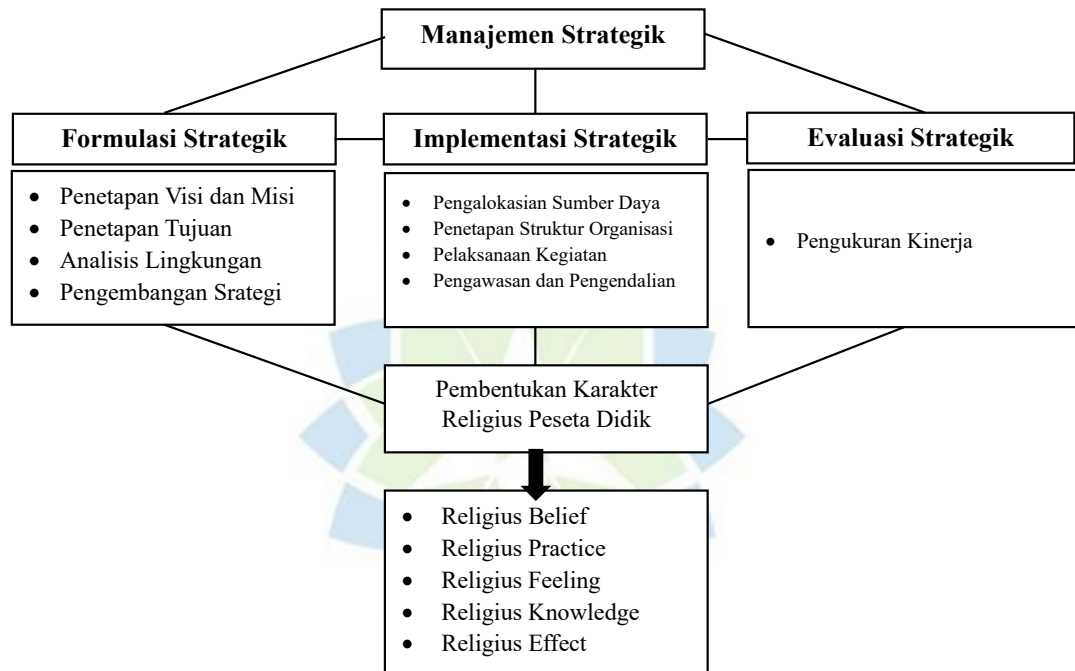 Manajemen Strategik
Formulasi Strategik
• Penetapan Visi dan Misi
• Penetapan Tujuan
• Analisis Lingkungan
• Pengembangan Srategi
Implementasi Strategik
• Pengalokasian Sumber Daya
• Penetapan Struktur Organisasi
• Pelaksanaan Kegiatan
• Pengawasan dan Pengendalian
Evaluasi Strategik
• Pengukuran Kinerja
Pembentukan Karakter
Religius Peseta Didik
• Religius Belief
• Religius Practice
• Religius Feeling
• Religius Knowledge
• Religius Effect